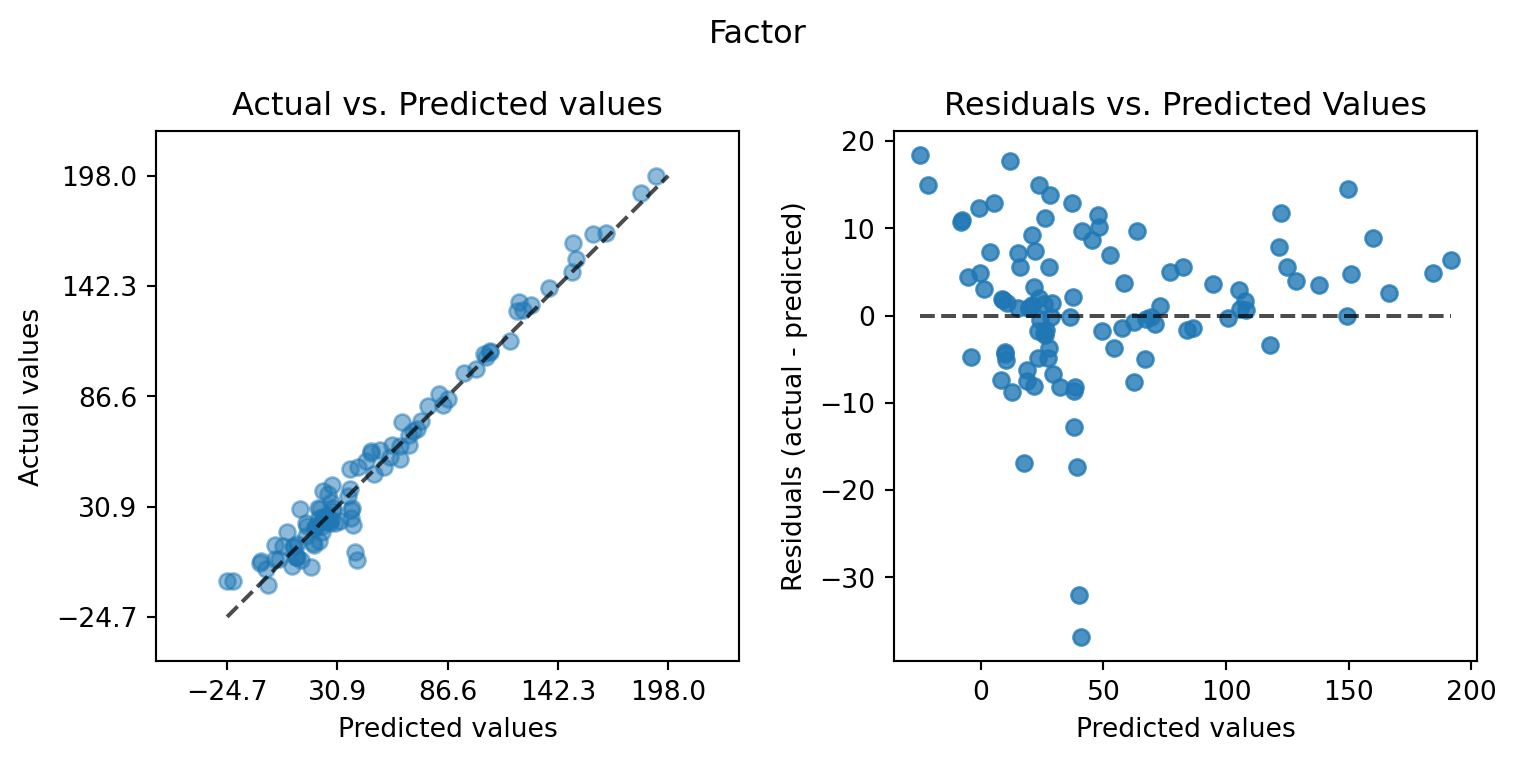 Factor
Actual vs. Predicted values
198.0
142.3
86.6
30.9
−24.7
Actual values
−24.7 30.9 86.6 142.3 198.0
Predicted values
Residuals vs. Predicted Values
20
10
0
−10
−20
−30
Residuals (actual - predicted)
0 50 100 150 200
Predicted values